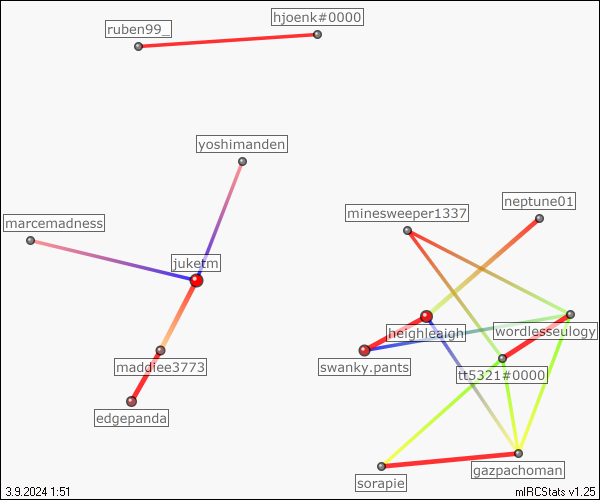 hjoenk#0000
ruben99_
yoshimanden
neptune01
minesweeper1337
marcemadness
juketm
heighleaigh
wordlesseulogy
maddiee3773
swanky.pants
tt5321#0000
edgepanda
gazpachoman
sorapie
3.9.2024 1:51
mIRCStats v1.25